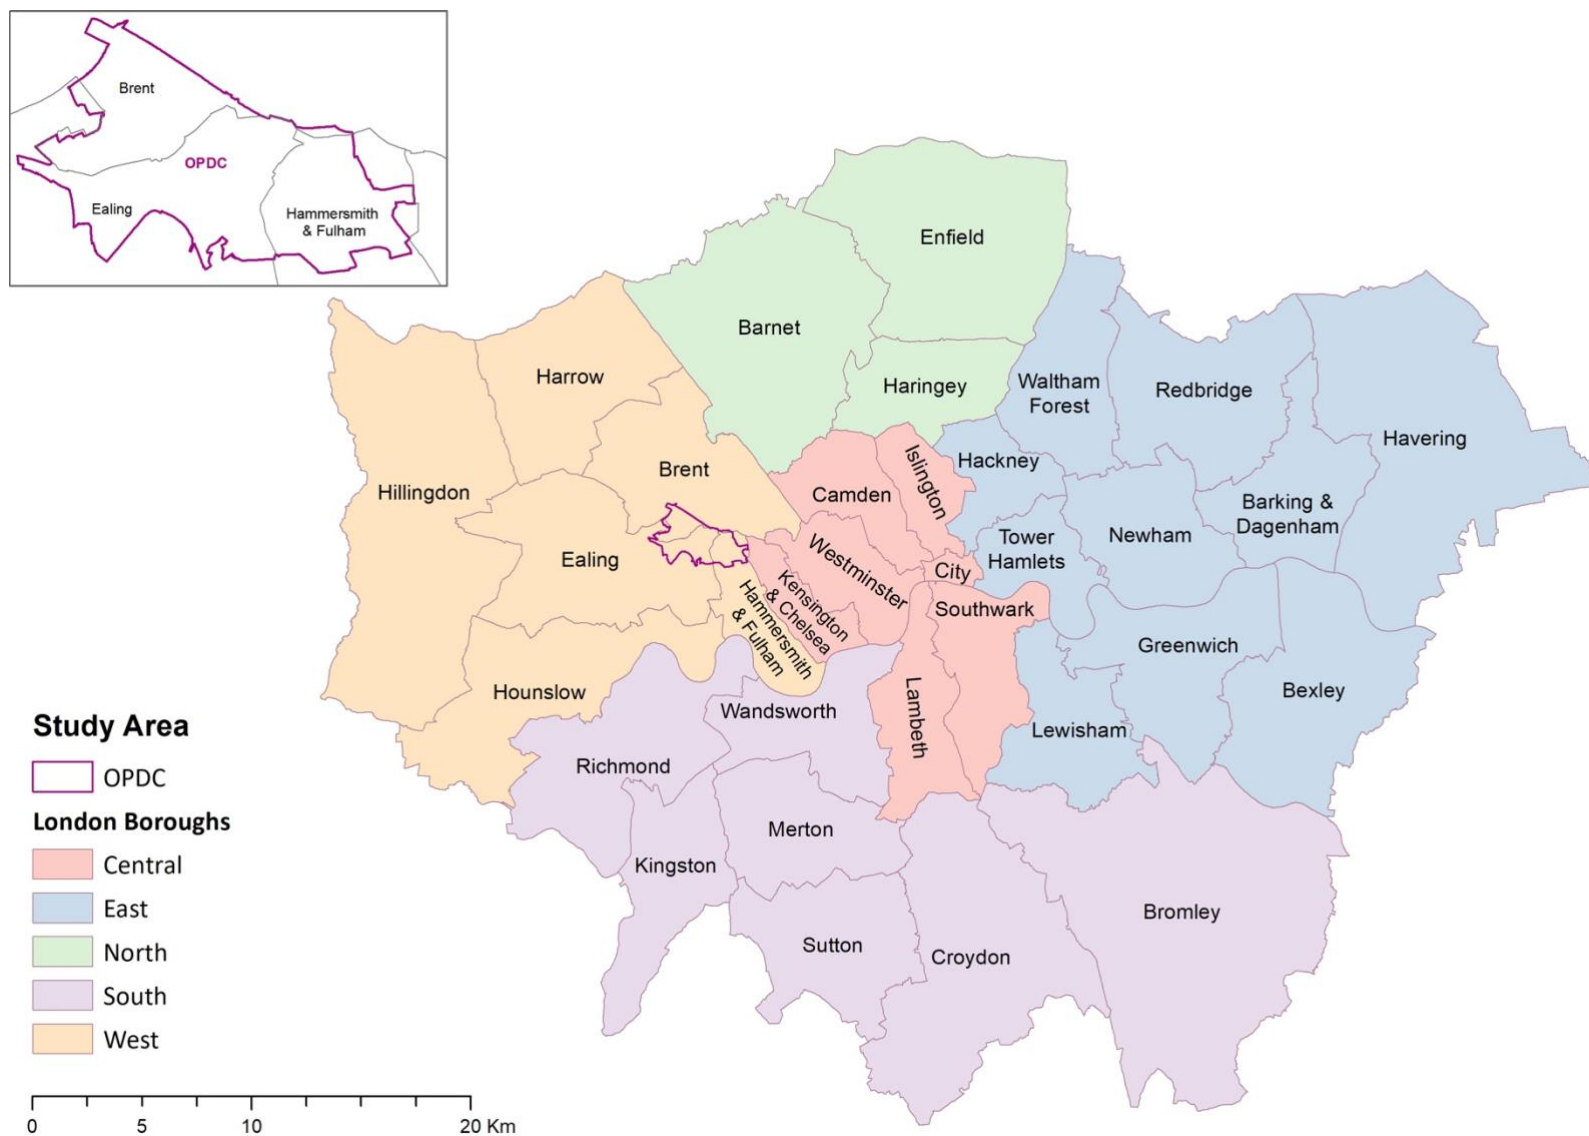 Brent
OPDC
Ealing
Hammersmith
& Fulham
Enfield
Barnet
Haringey
Harrow
Waltham
Forest
Redbridge
Havering
Hackney
Islington
Brent
Camden
Hillingdon
Barking &
Dagenham
Newham
Tower
Hamlets
Ealing
Westminster
City
Kensington
& Chelsea
Southwark
Hammersmith
& Fulham
Greenwich
Hounslow
Bexley
Lambeth
Wandsworth
Lewisham
Richmond
Merton
Kingston
Bromley
Sutton
Croydon
Study Area
OPDC
London Boroughs
Central
East
North
South
West
0 5 10 20 Km